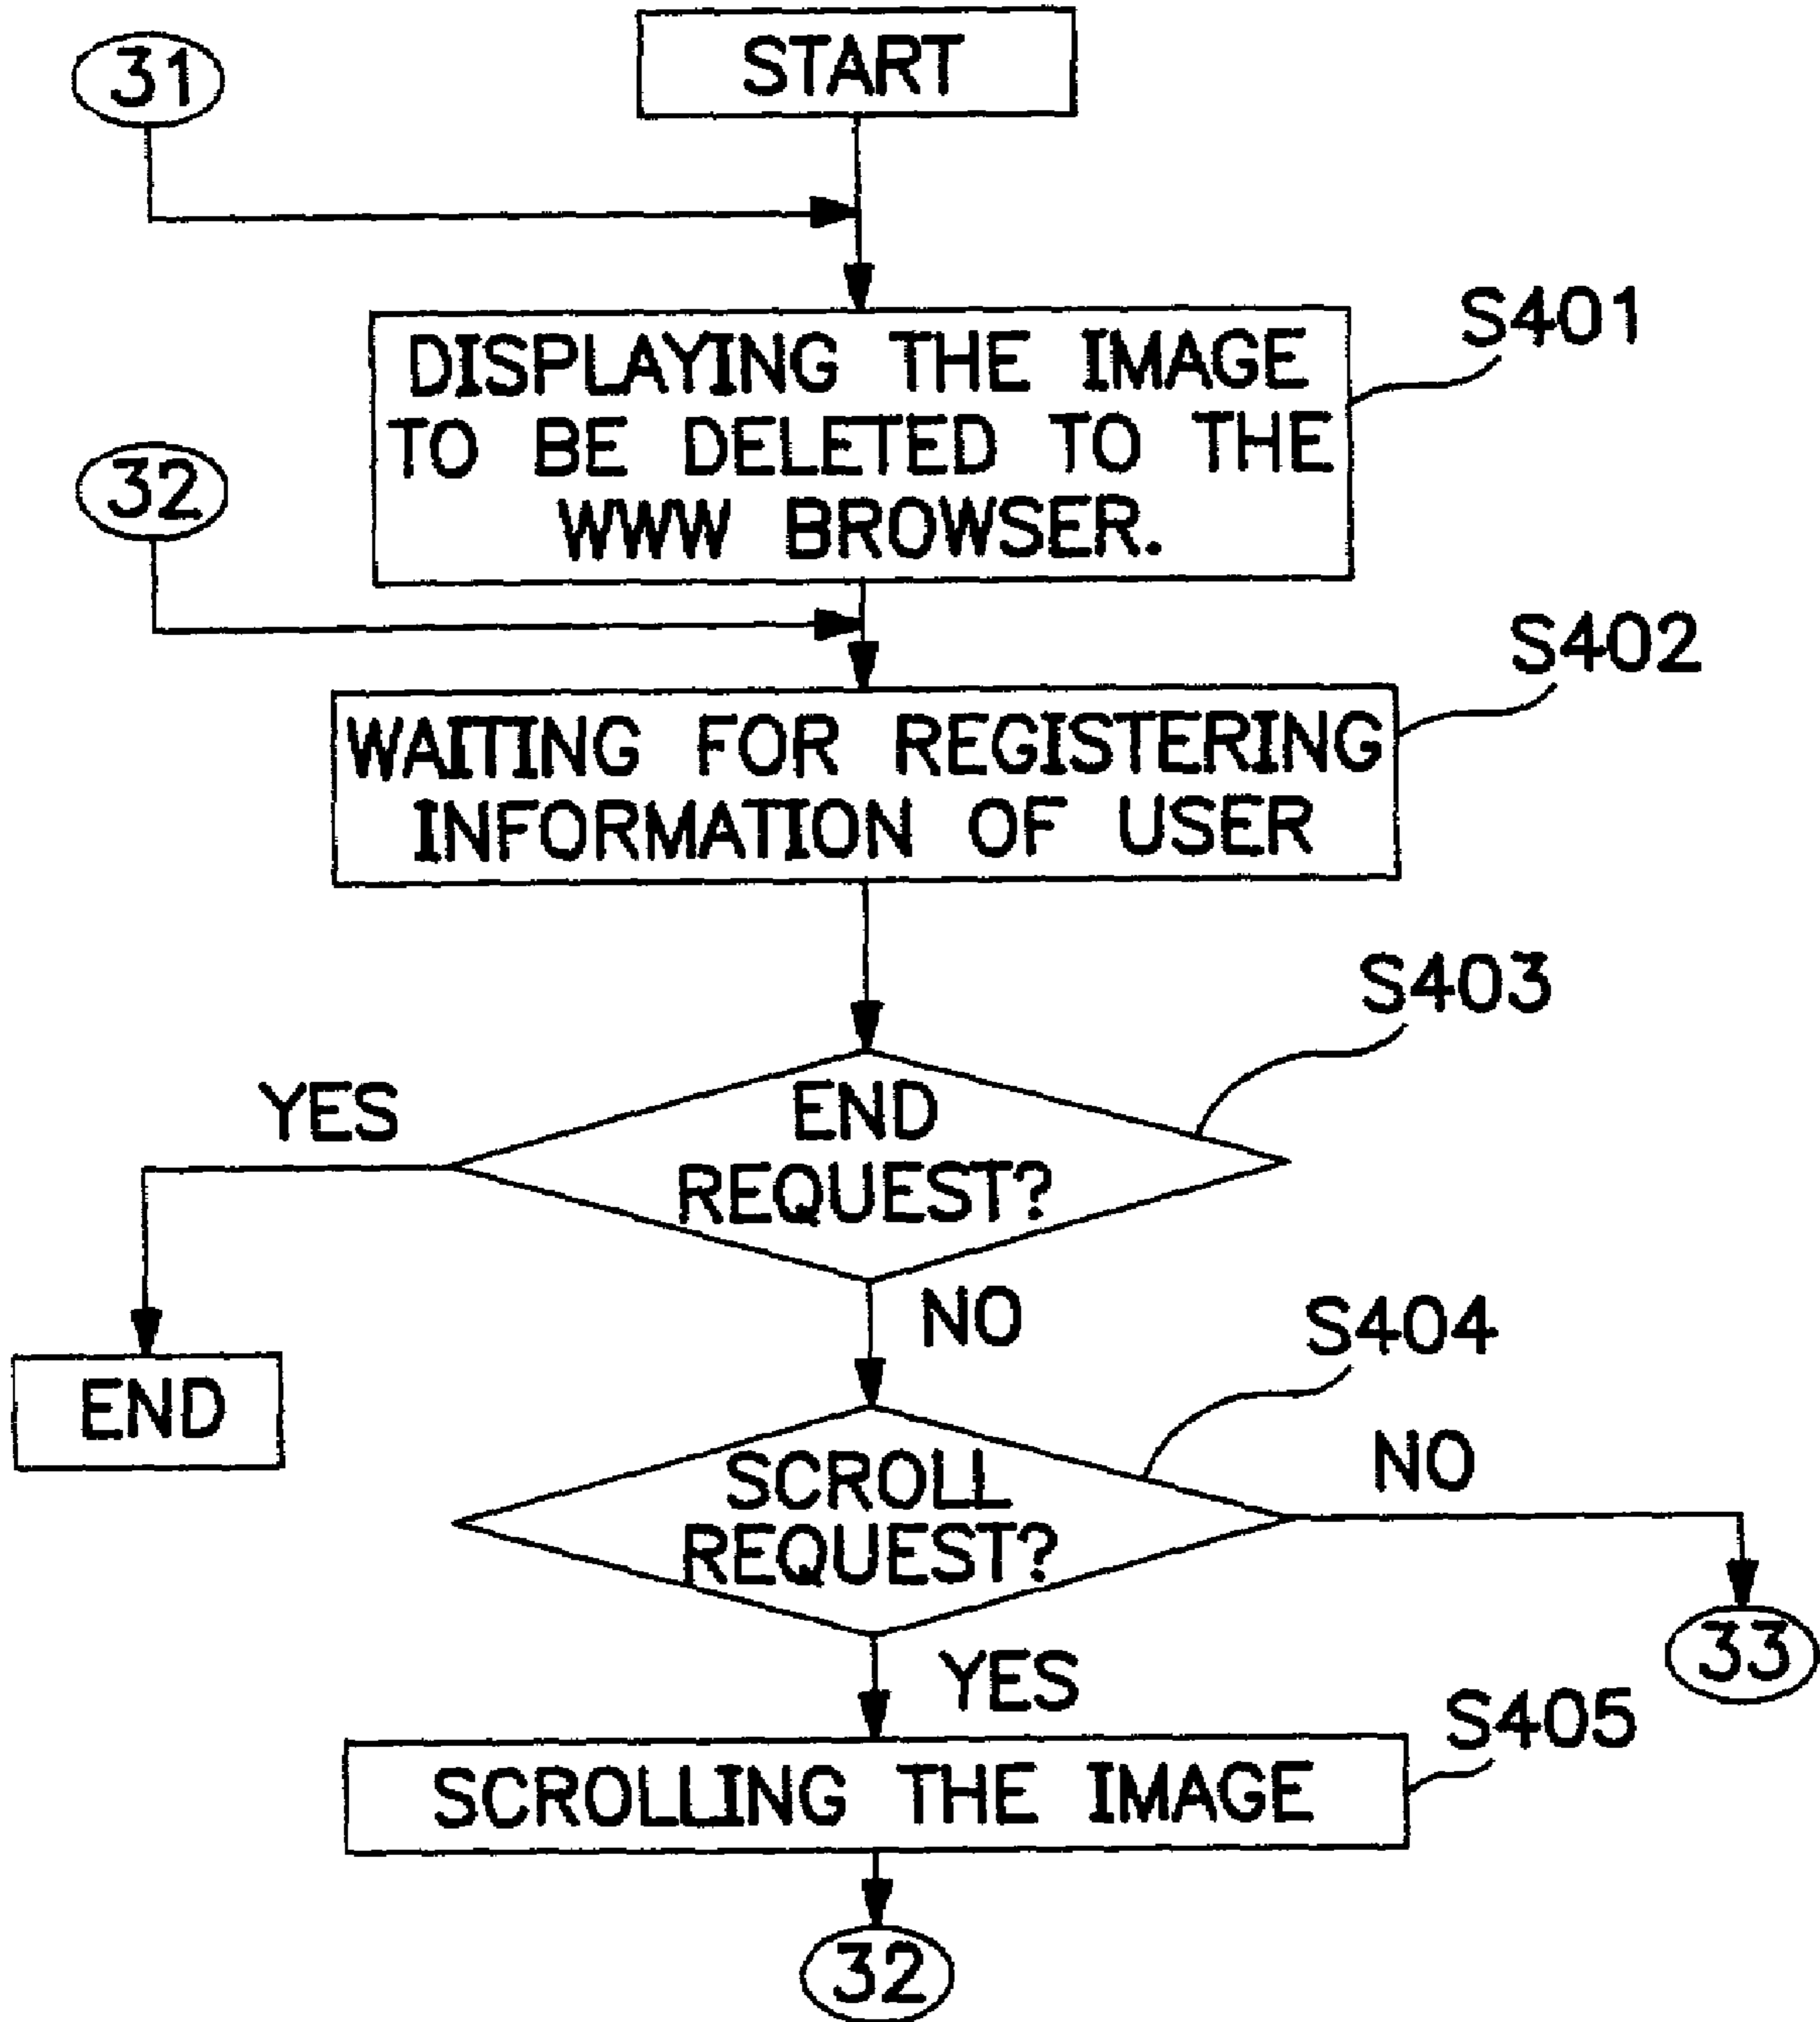 31
START
DISPLAYING THE IMAGE
TO BE DELETED TO THE
WWW BROWSER.
S401
32
WAITING FOR REGISTERING
INFORMATION OF USER
S402
S403
YES
END
REQUEST?
NO
END
S404
SCROLL
REQUEST?
NO
33
YES
S405
SCROLLING THE IMAGE
32